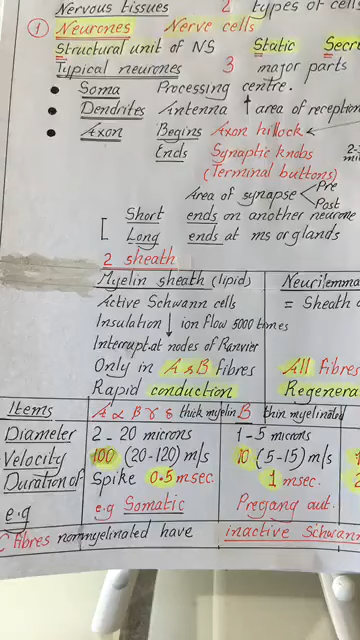 Nervous tissues 2 types of cells
① Neurones Nerve cells
Structural unit of NS Static Secre
Typical neurones 3 major parts
• Soma Processing centre.
• Dendrites Antenna ↑ area of reception
• Axon Begins Axon hillock
Ends Synaptic knobs
(Terminal buttons)
Area of synapse < Pre
Post
[ Short ends on another neurone
Long ends at ms or glands
2 sheath
Myelin sheath (lipid) Neurilemma
Active Schwann cells = Sheath
Insulation ↓ ion flow 5000 times
Interrupt at nodes of Ranvier
Only in A & B fibres All fibres
Rapid conduction Regenera
Items A α β γ δ thick myelin B thin myelinated
Diameter 2 - 20 microns 1 - 5 microns
Velocity 100 (20-120) m/s 10 (5-15) m/s
Duration of Spike 0.5 msec. 1 msec.
e.g e.g Somatic Pregang aut.
C fibres nonmyelinated have inactive Schwann